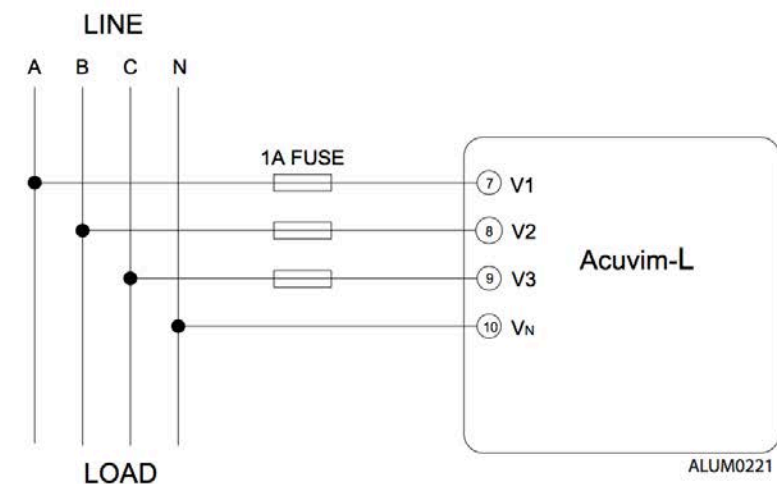 LINE
A B C N
1A FUSE
7 V1
8 V2
9 V3
10 VN
Acuvim-L
LOAD
ALUM0221